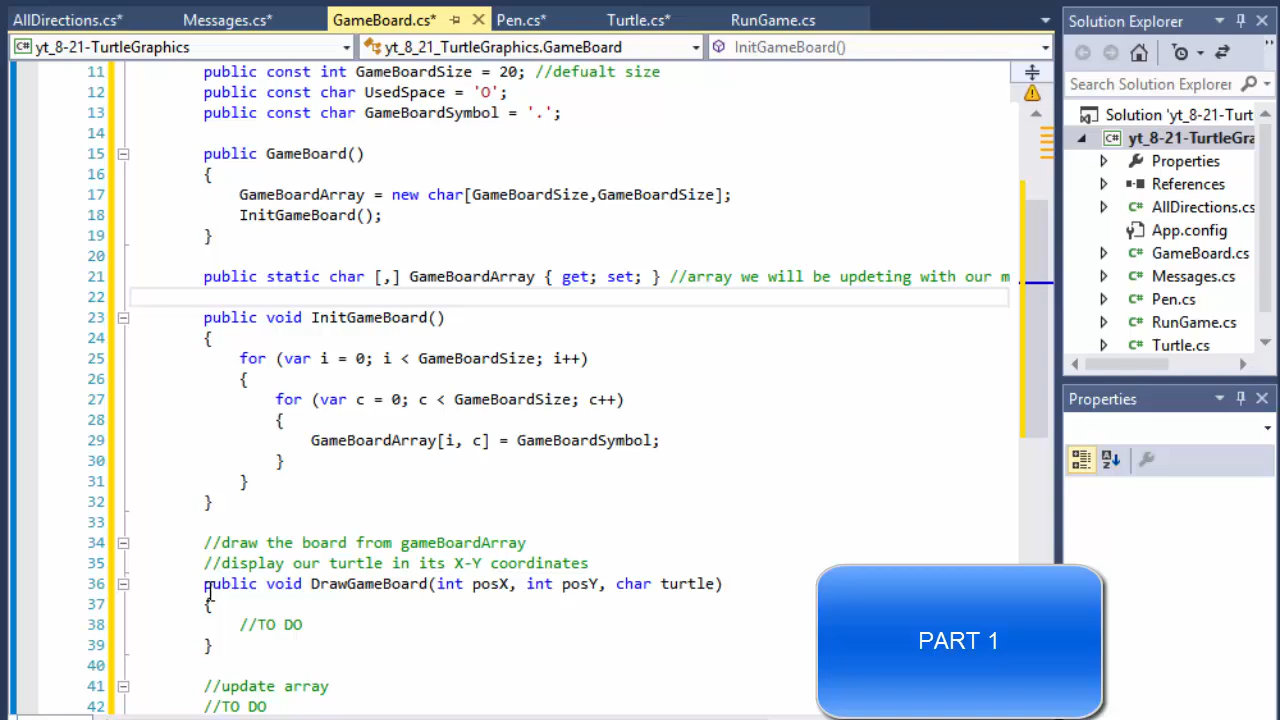 AllDirections.cs* Messages.cs* GameBoard.cs* Pen.cs* Turtle.cs* RunGame.cs
yt_8-21-TurtleGraphics yt_8_21_TurtleGraphics.GameBoard InitGameBoard()
11 public const int GameBoardSize = 20; //defualt size
12 public const char UsedSpace = 'O';
13 public const char GameBoardSymbol = '.';
14
15 public GameBoard()
16 {
17 GameBoardArray = new char[GameBoardSize,GameBoardSize];
18 InitGameBoard();
19 }
20
21 public static char [,] GameBoardArray { get; set; } //array we will be updeting with our m
22
23 public void InitGameBoard()
24 {
25 for (var i = 0; i < GameBoardSize; i++)
26 {
27 for (var c = 0; c < GameBoardSize; c++)
28 {
29 GameBoardArray[i, c] = GameBoardSymbol;
30 }
31 }
32 }
33
34 //draw the board from gameBoardArray
35 //display our turtle in its X-Y coordinates
36 public void DrawGameBoard(int posX, int posY, char turtle)
37 {
38 //TO DO
39 }
40
41 //update array
42 //TO DO
PART 1
Solution Explorer
Search Solution Explorer
Solution 'yt_8-21-Turt
C# yt_8-21-TurtleGra
Properties
References
C# AllDirections.cs
App.config
C# GameBoard.cs
C# Messages.cs
C# Pen.cs
C# RunGame.cs
C# Turtle.cs
Properties